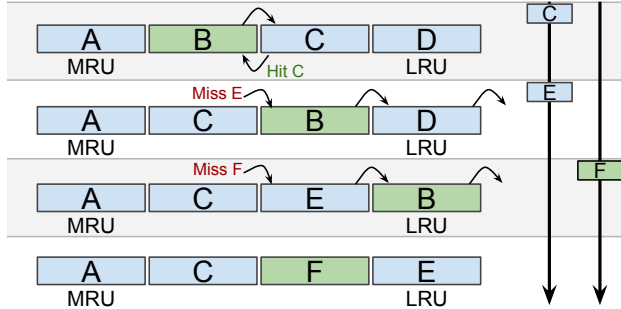 C
A B C D
Hit C
MRU LRU
E
Miss E
A C B D
MRU LRU
Miss F
F
A C E B
MRU LRU
A C F E
MRU LRU